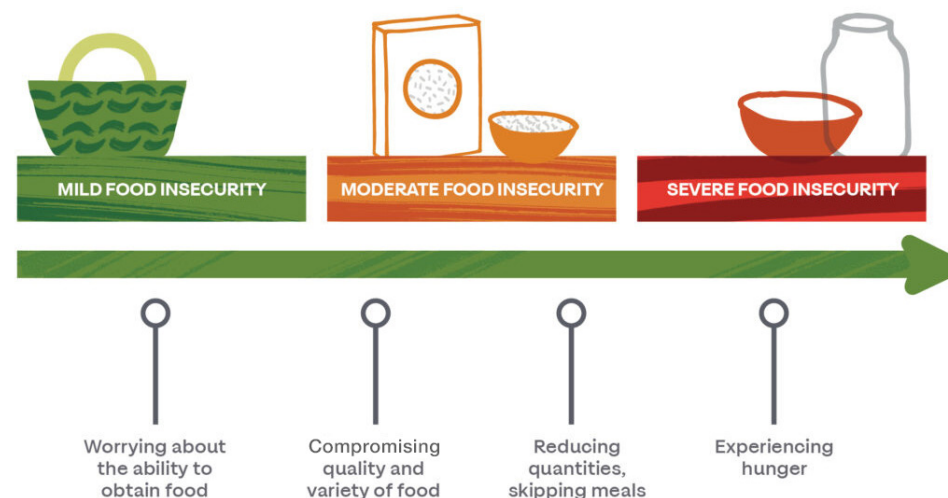 MILD FOOD INSECURITY
MODERATE FOOD INSECURITY
SEVERE FOOD INSECURITY
Worrying about
the ability to
obtain food
Compromising
quality and
variety of food
Reducing
quantities,
skipping meals
Experiencing
hunger